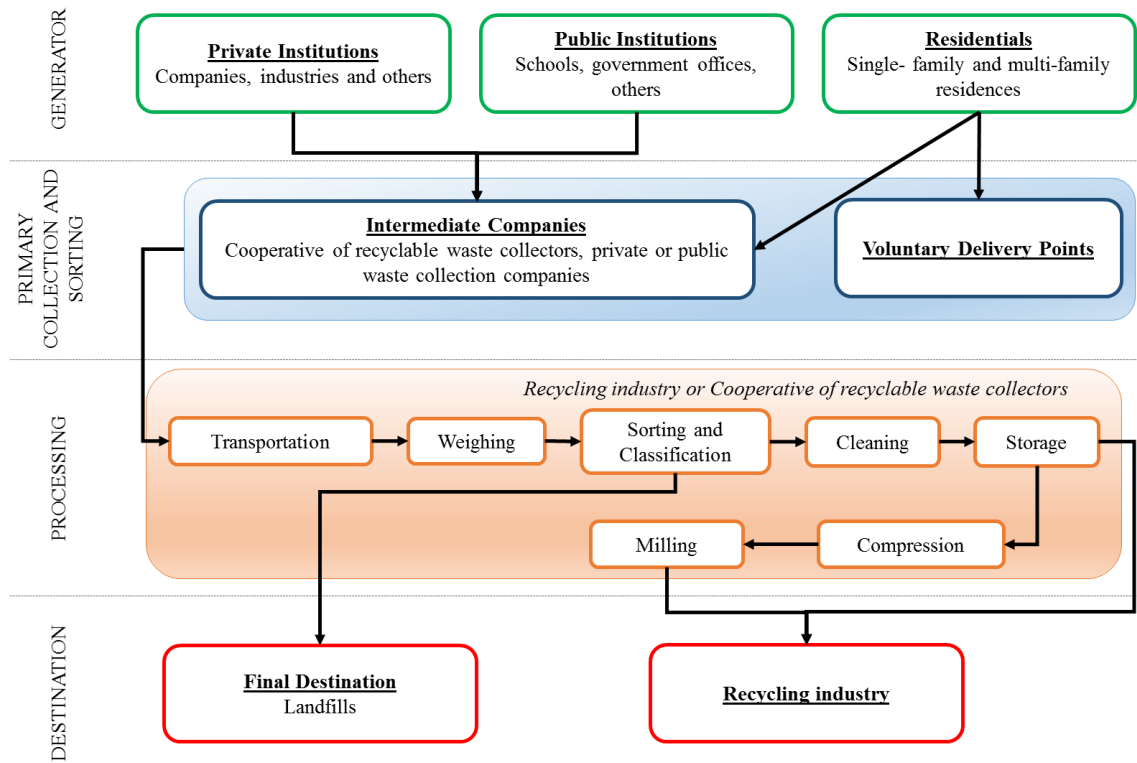 GENERATOR
Private Institutions
Companies, industries and others
Public Institutions
Schools, government offices,
others
Residentials
Single- family and multi-family
residences
PRIMARY
COLLECTION AND
SORTING
Intermediate Companies
Cooperative of recyclable waste collectors, private or public
waste collection companies
Voluntary Delivery Points
PROCESSING
Recycling industry or Cooperative of recyclable waste collectors
Transportation
Weighing
Sorting and
Classification
Cleaning
Storage
Milling
Compression
DESTINATION
Final Destination
Landfills
Recycling industry